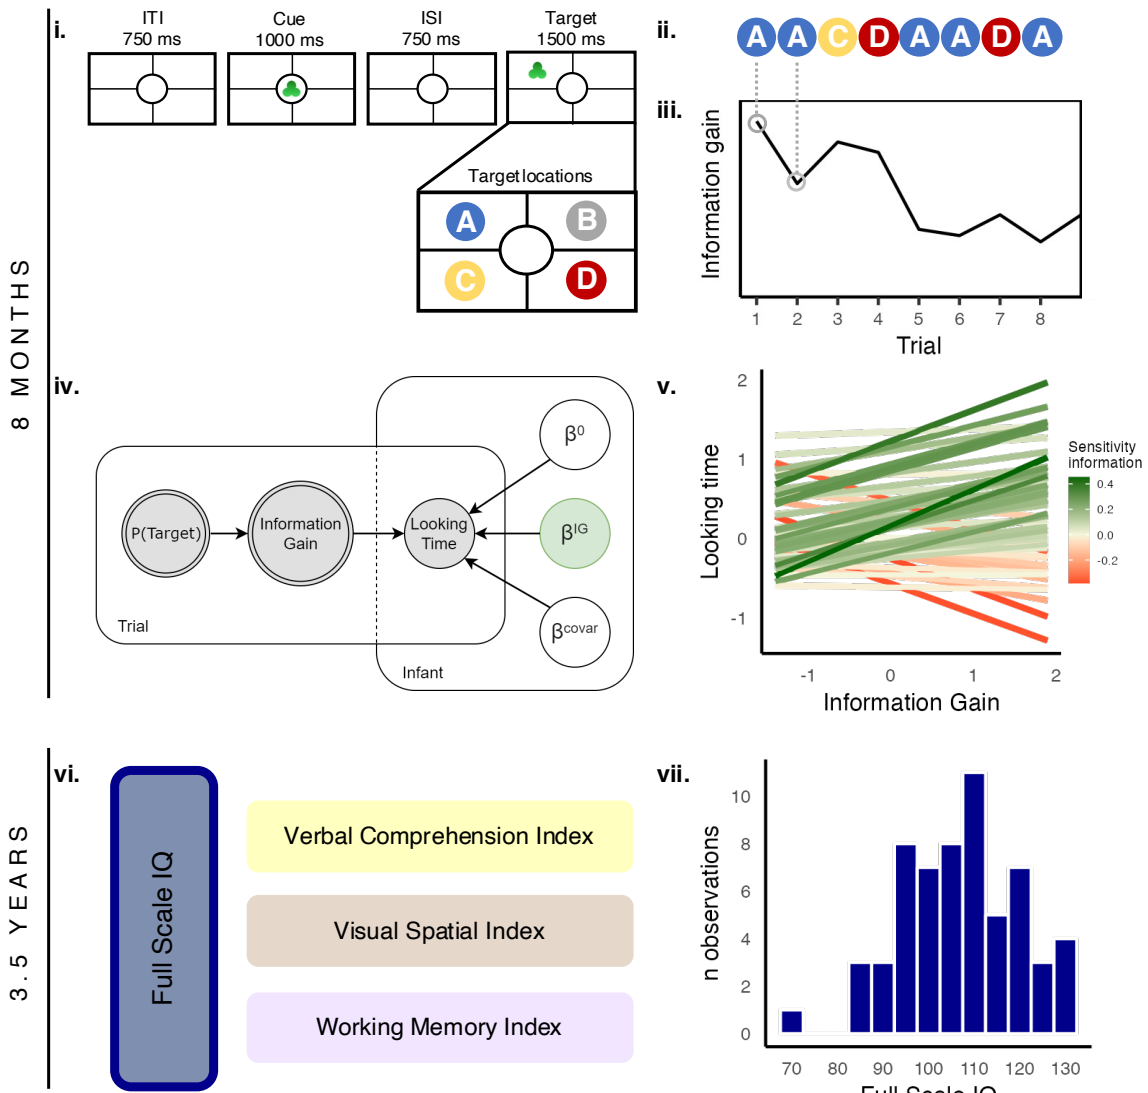 i.
ITI
750 ms
Cue
1000 ms
ISI
750 ms
Target
1500 ms
Target locations
A
B
C
D
ii.
A A C D A A D A
iii.
Information gain
1 2 3 4 5 6 7 8
Trial
8 MONTHS
iv.
P(Target)
Information
Gain
Looking
Time
β⁰
βᴵᴳ
βᶜᵒᵛᵃʳ
Trial
Infant
v.
Looking time
2
1
0
-1
-1 0 1 2
Information Gain
Sensitivity
information
0.4
0.2
0.0
-0.2
3.5 YEARS
vi.
Full Scale IQ
Verbal Comprehension Index
Visual Spatial Index
Working Memory Index
vii.
n observations
10
8
6
4
2
0
70 80 90 100 110 120 130
Full Scale IQ